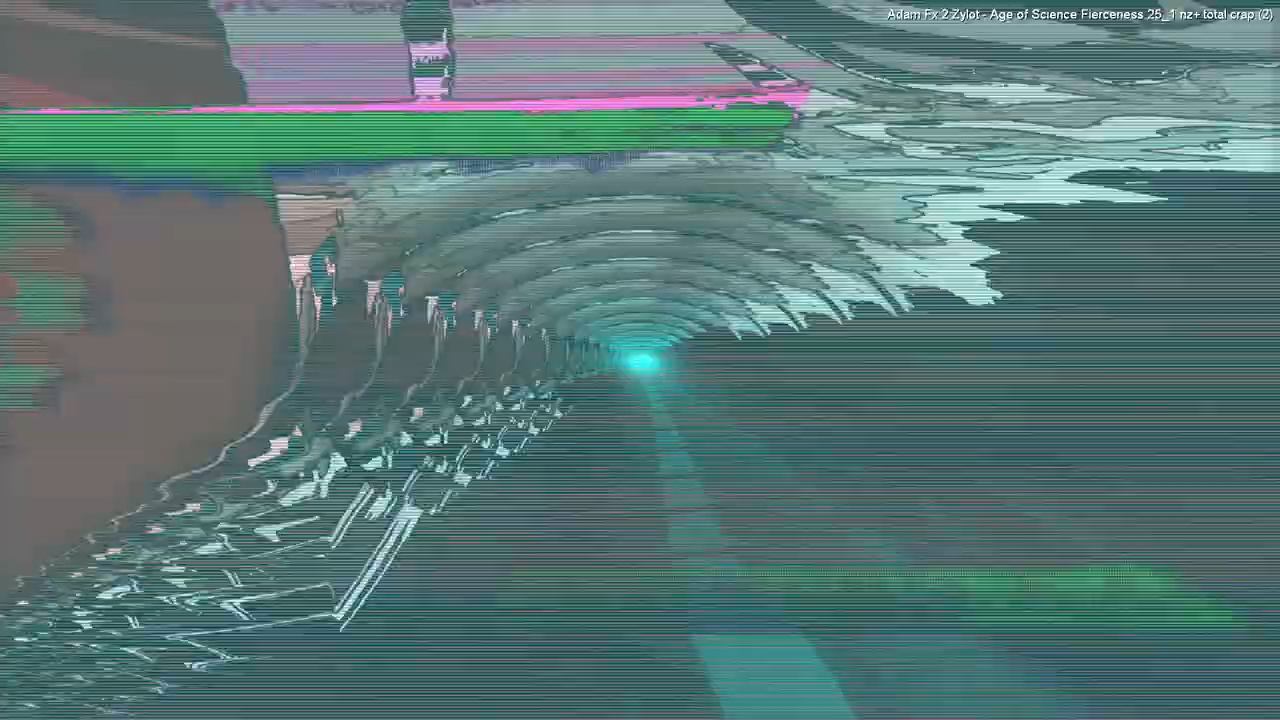 Adam Fx 2 Zylot - Age of Science Fierceness 25_1 nz+ total crap (2)